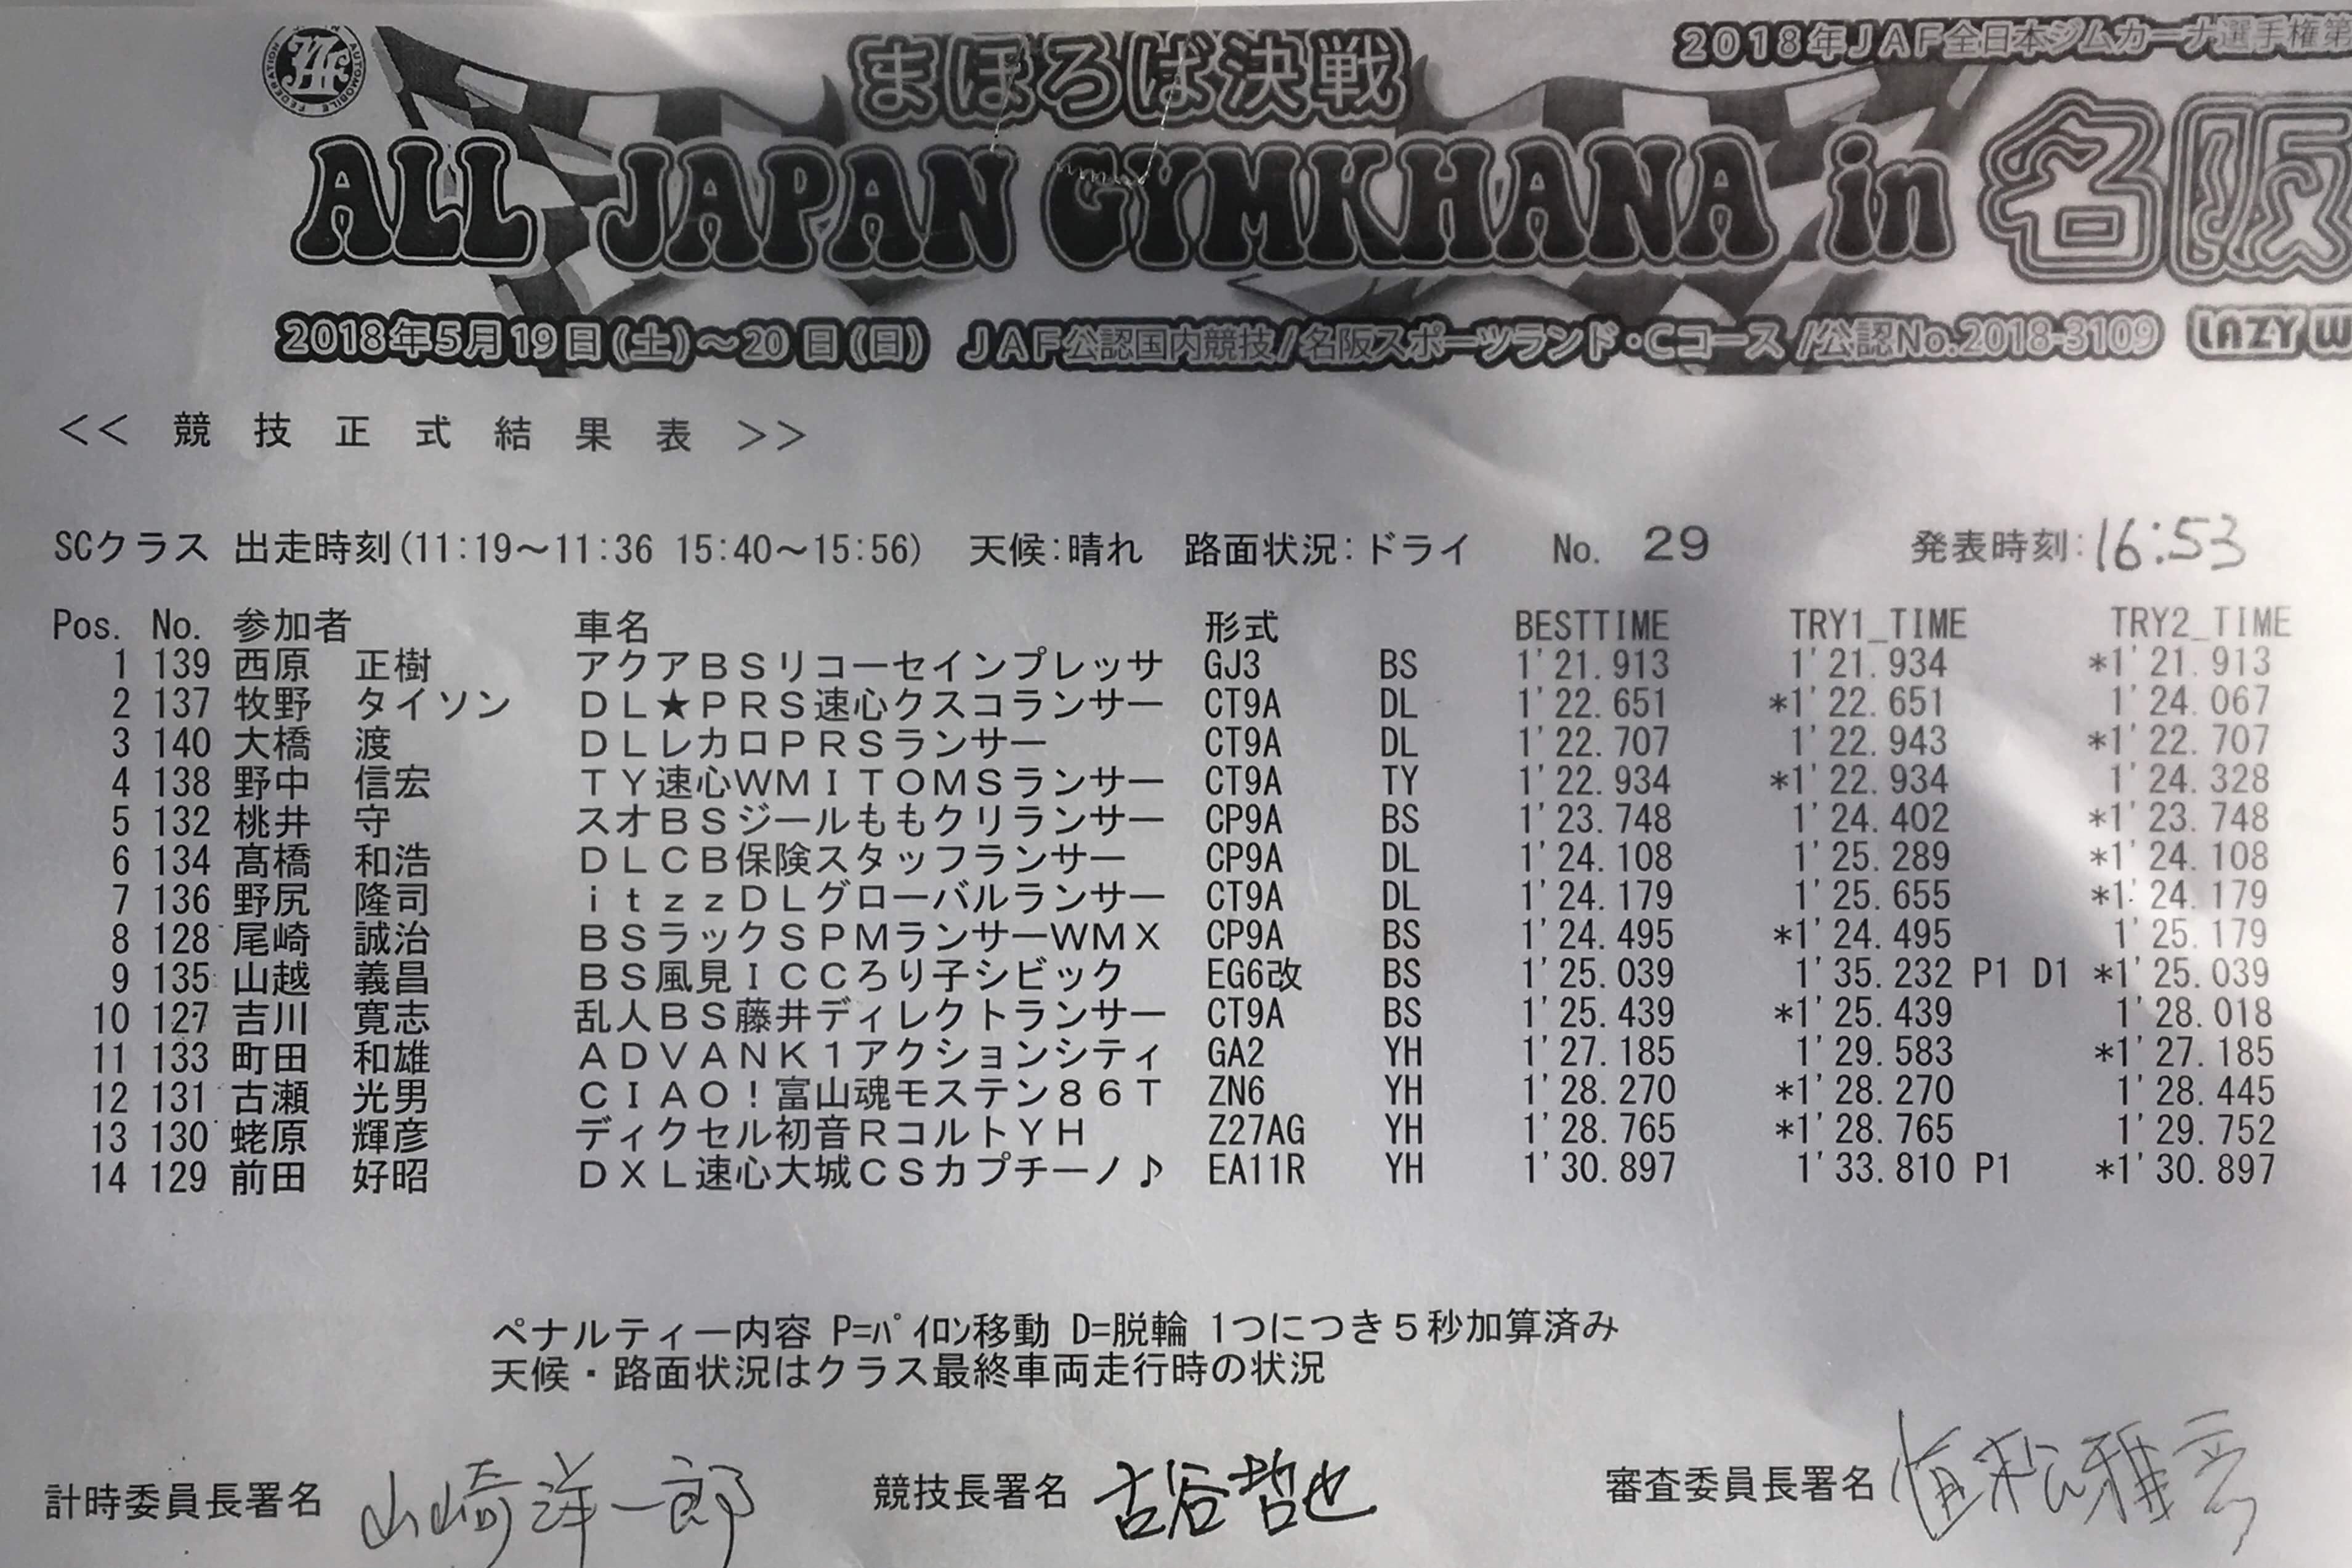 まほろば決戦
2018年JAF全日本ジムカーナ選手権第
ALL JAPAN GYMKHANA in 名阪
2018年5月19日(土)～20日(日) JAF公認国内競技/名阪スポーツランド・Cコース/公認No.2018-3109 LAZY W
<< 競技正式結果表 >>
SCクラス 出走時刻(11:19～11:36 15:40～15:56) 天候:晴れ 路面状況:ドライ No. 29 発表時刻:16:53
Pos. No. 参加者 車名 形式 BESTTIME TRY1_TIME TRY2_TIME
1 139 西原 正樹 アクアＢＳリコーセインプレッサ GJ3 BS 1'21.913 1'21.934 *1'21.913
2 137 牧野 タイソン ＤＬ★ＰＲＳ速心クスコランサー CT9A DL 1'22.651 *1'22.651 1'24.067
3 140 大橋 渡 ＤＬレカロＰＲＳランサー CT9A DL 1'22.707 1'22.943 *1'22.707
4 138 野中 信宏 ＴＹ速心ＷＭＩＴＯＭＳランサー CT9A TY 1'22.934 *1'22.934 1'24.328
5 132 桃井 守 スオＢＳジールももクリランサー CP9A BS 1'23.748 1'24.402 *1'23.748
6 134 髙橋 和浩 ＤＬＣＢ保険スタッフランサー CP9A DL 1'24.108 1'25.289 *1'24.108
7 136 野尻 隆司 ｉｔｚｚＤＬグローバルランサー CT9A DL 1'24.179 1'25.655 *1'24.179
8 128 尾崎 誠治 ＢＳラックＳＰＭランサーＷＭＸ CP9A BS 1'24.495 *1'24.495 1'25.179
9 135 山越 義昌 ＢＳ風見ＩＣＣろり子シビック EG6改 BS 1'25.039 1'35.232 P1 D1 *1'25.039
10 127 吉川 寛志 乱人ＢＳ藤井ディレクトランサー CT9A BS 1'25.439 *1'25.439 1'28.018
11 133 町田 和雄 ＡＤＶＡＮＫ１アクションシティ GA2 YH 1'27.185 1'29.583 *1'27.185
12 131 古瀬 光男 ＣＩＡＯ！富山魂モステン８６Ｔ ZN6 YH 1'28.270 *1'28.270 1'28.445
13 130 蛯原 輝彦 ディクセル初音ＲコルトＹＨ Z27AG YH 1'28.765 *1'28.765 1'29.752
14 129 前田 好昭 ＤＸＬ速心大城ＣＳカプチーノ♪ EA11R YH 1'30.897 1'33.810 P1 *1'30.897
ペナルティー内容 P=ﾊﾟｲﾛﾝ移動 D=脱輪 1つにつき５秒加算済み
天候・路面状況はクラス最終車両走行時の状況
計時委員長署名 山崎洋一郎 競技長署名 古谷哲也 審査委員長署名